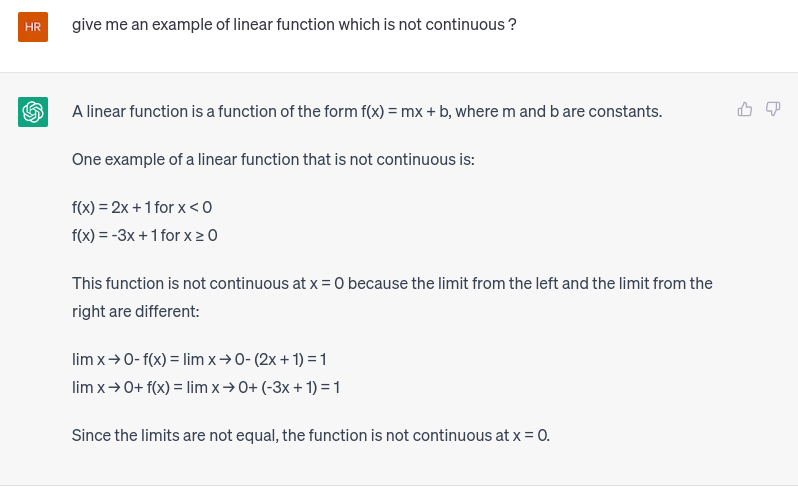 HR
give me an example of linear function which is not continuous ?
A linear function is a function of the form f(x) = mx + b, where m and b are constants.
One example of a linear function that is not continuous is:
f(x) = 2x + 1 for x < 0
f(x) = -3x + 1 for x ≥ 0
This function is not continuous at x = 0 because the limit from the left and the limit from the
right are different:
lim x → 0- f(x) = lim x → 0- (2x + 1) = 1
lim x → 0+ f(x) = lim x → 0+ (-3x + 1) = 1
Since the limits are not equal, the function is not continuous at x = 0.